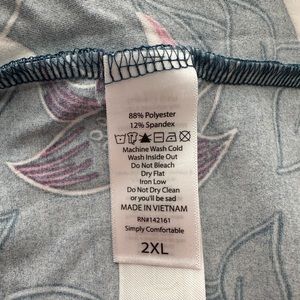 88% Polyester
12% Spandex
Machine Wash Cold
Wash Inside Out
Do Not Bleach
Dry Flat
Iron Low
Do Not Dry Clean
or you'll be sad
MADE IN VIETNAM
RN#142161
Simply Comfortable
2XL